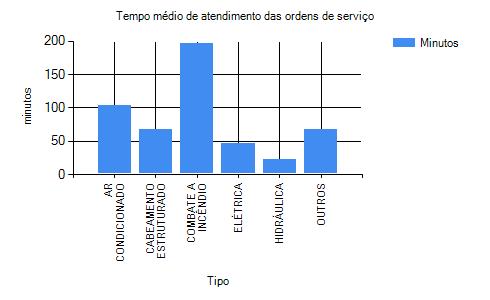 Tempo médio de atendimento das ordens de serviço
Minutos
minutos
200
150
100
50
0
AR
CONDICIONADO
CABEAMENTO
ESTRUTURADO
COMBATE A
INCÊNDIO
ELÉTRICA
HIDRÁULICA
OUTROS
Tipo